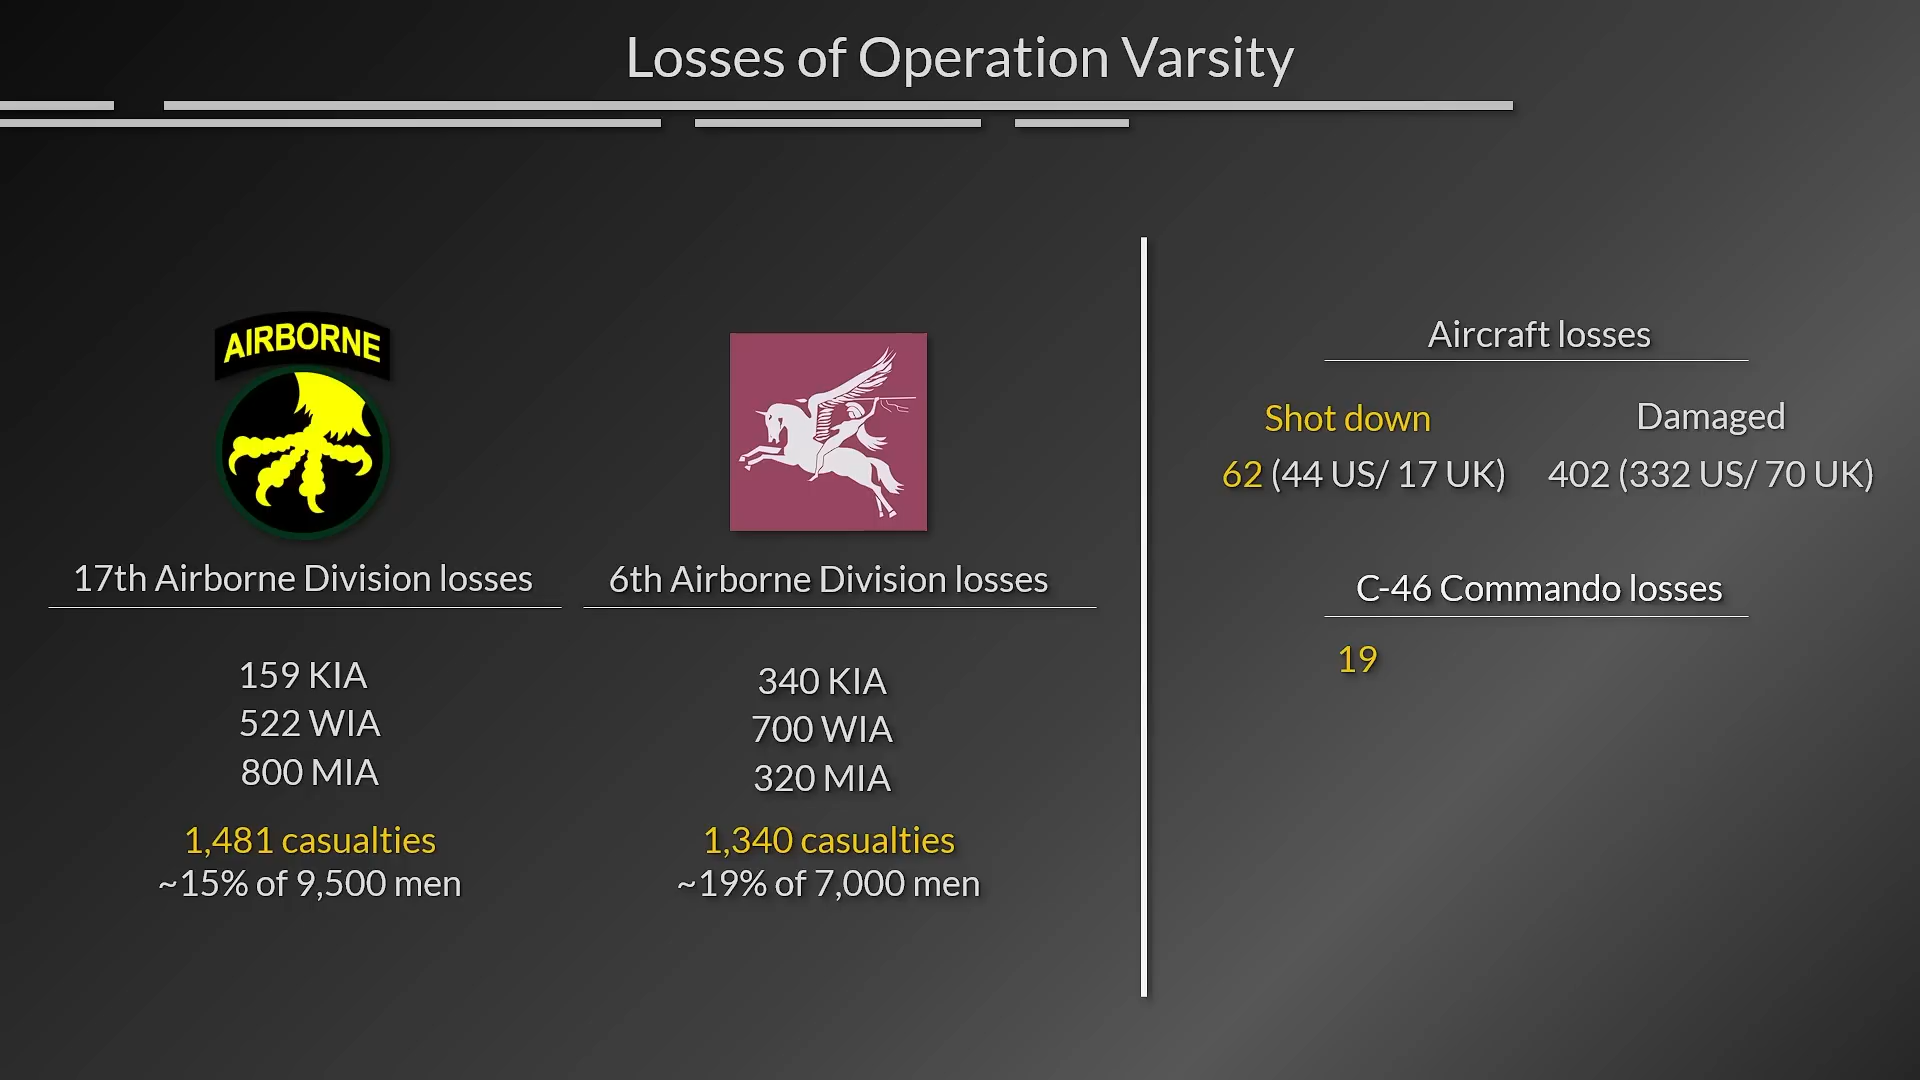 Losses of Operation Varsity
AIRBORNE
17th Airborne Division losses
159 KIA
522 WIA
800 MIA
1,481 casualties
~15% of 9,500 men
6th Airborne Division losses
340 KIA
700 WIA
320 MIA
1,340 casualties
~19% of 7,000 men
Aircraft losses
Shot down
62 (44 US/ 17 UK)
Damaged
402 (332 US/ 70 UK)
C-46 Commando losses
19